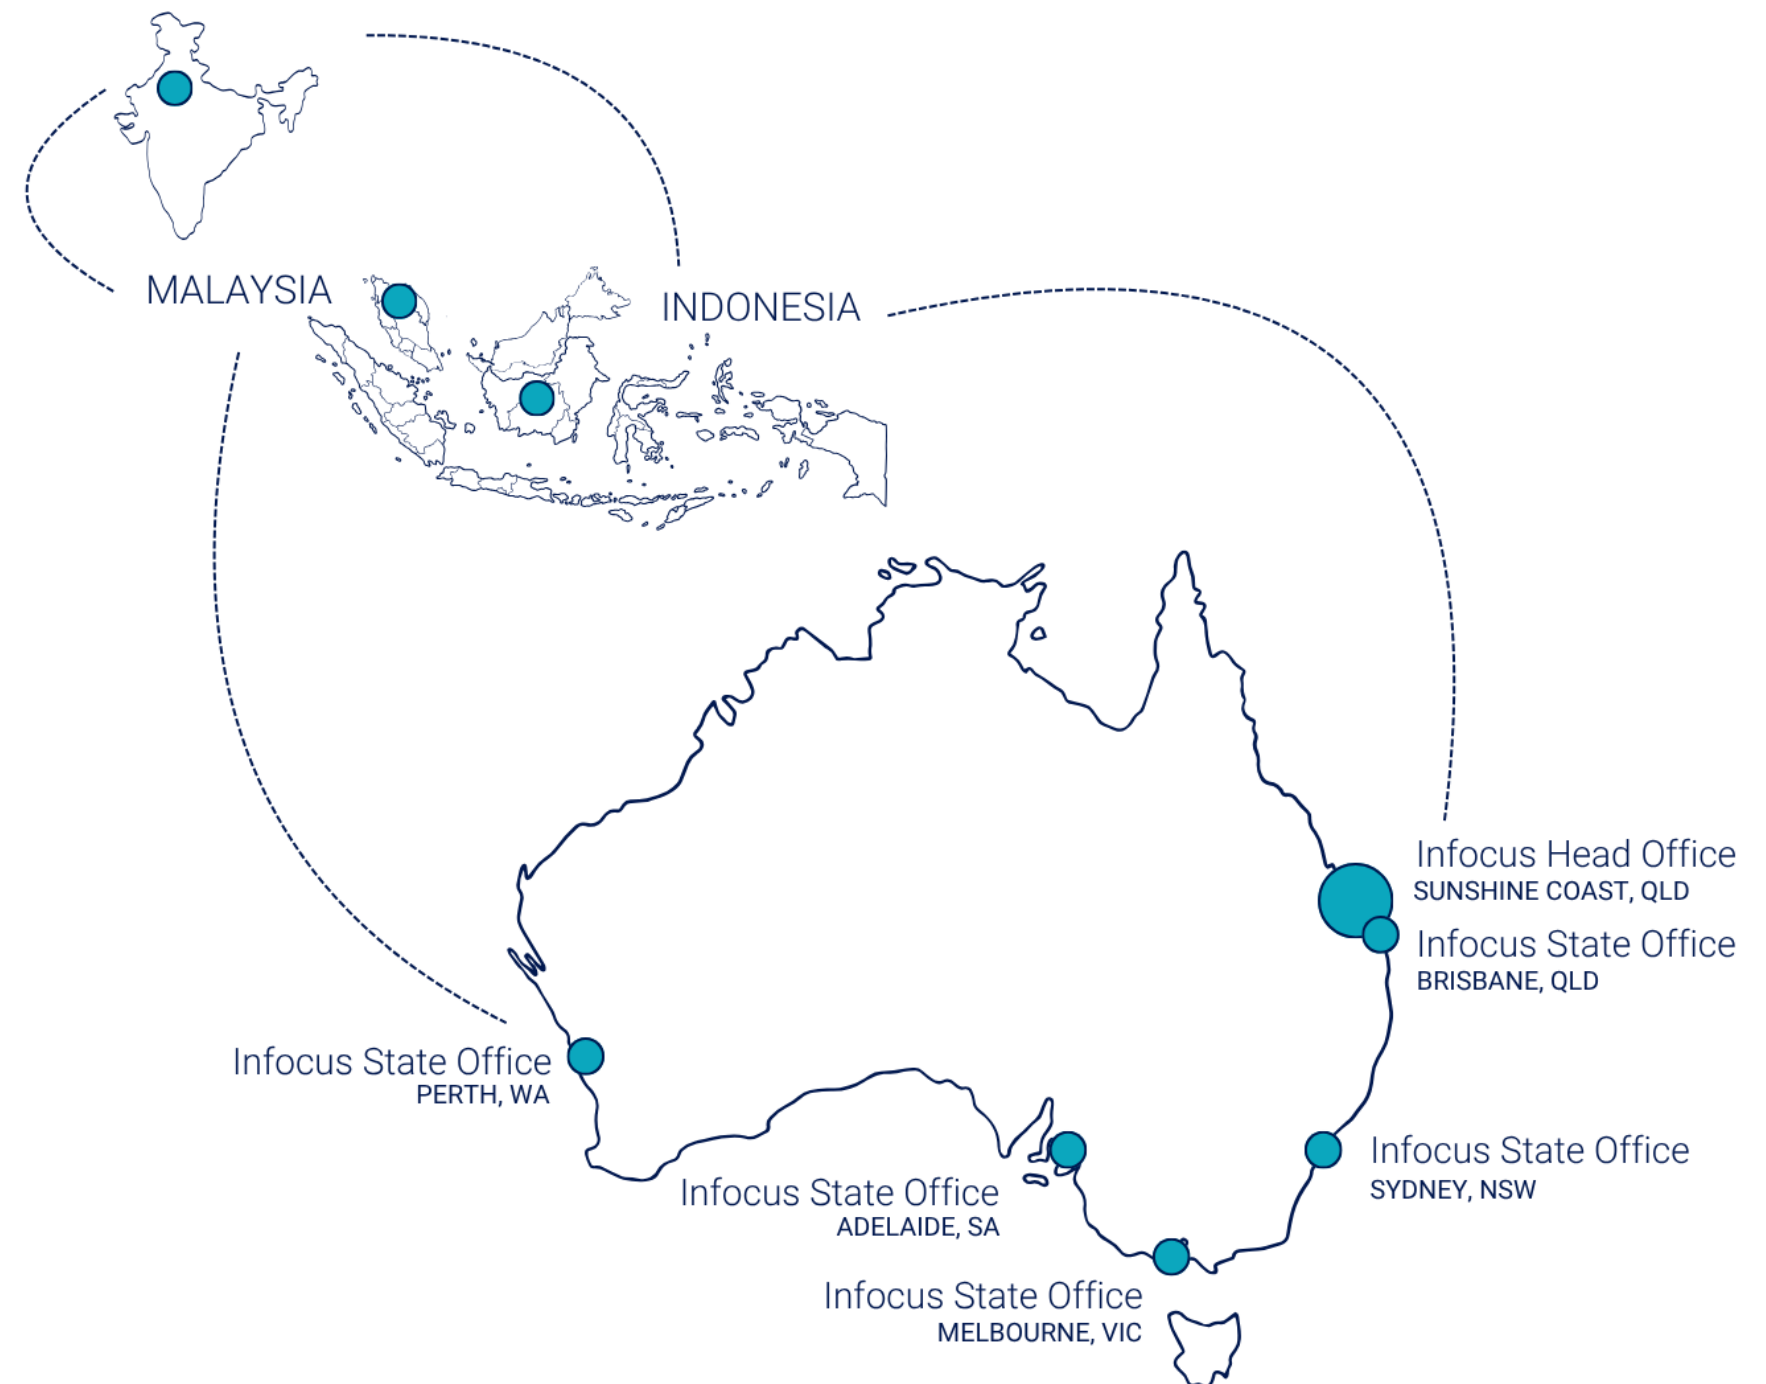 MALAYSIA
INDONESIA
Infocus Head Office
SUNSHINE COAST, QLD
Infocus State Office
BRISBANE, QLD
Infocus State Office
PERTH, WA
Infocus State Office
SYDNEY, NSW
Infocus State Office
ADELAIDE, SA
Infocus State Office
MELBOURNE, VIC